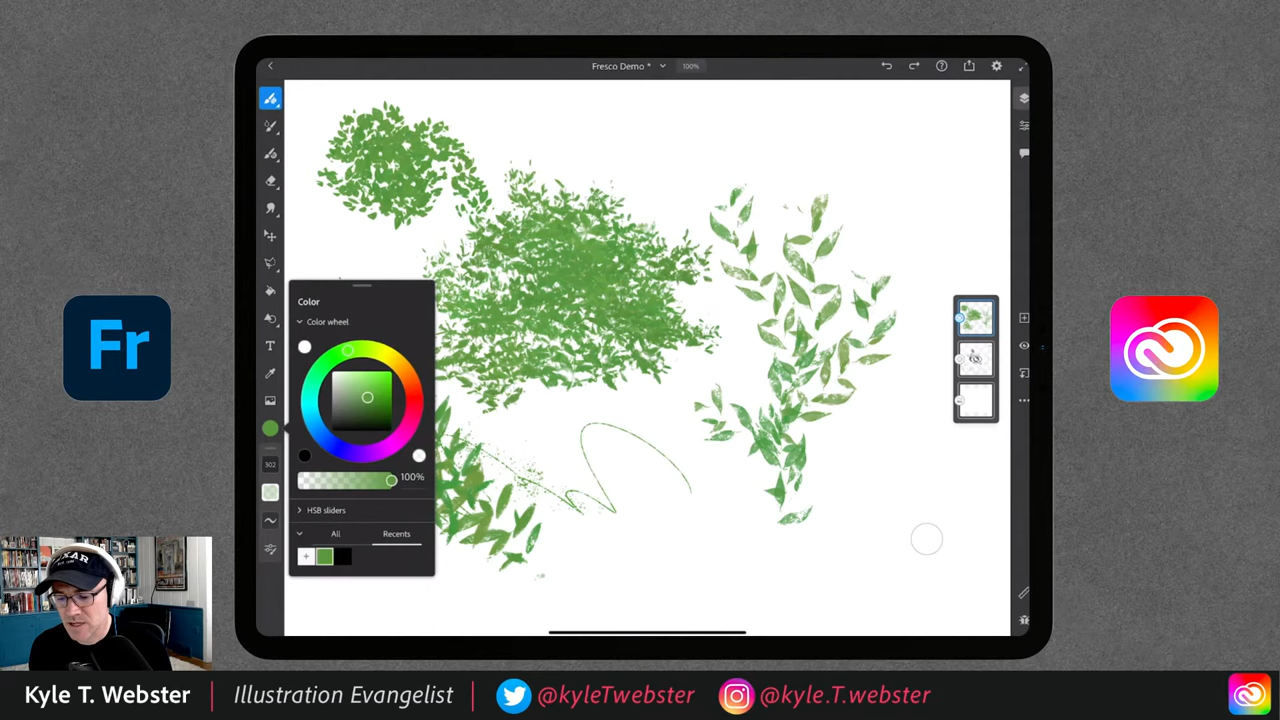 Fresco Demo *
100%
Fr
Color
Color wheel
100%
HSB sliders
All
Recents
T
302
Kyle T. Webster
Illustration Evangelist
@kyleTwebster
@kyle.T.webster